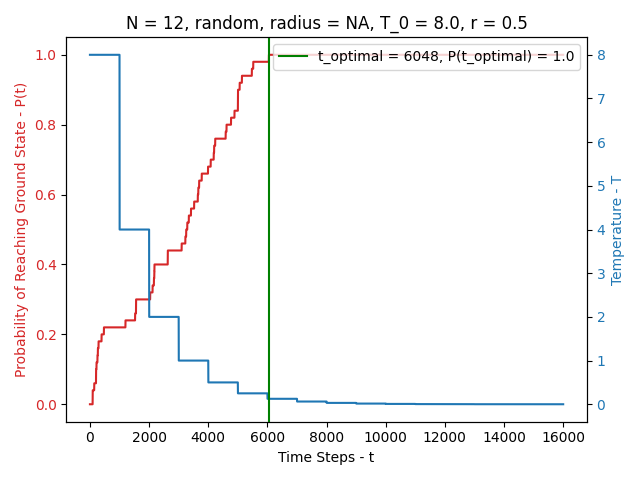 N = 12, random, radius = NA, T_0 = 8.0, r = 0.5
t_optimal = 6048, P(t_optimal) = 1.0
Probability of Reaching Ground State - P(t)
1.0
0.8
0.6
0.4
0.2
0.0
8
7
6
5
4
3
2
1
0
Temperature - T
0 2000 4000 6000 8000 10000 12000 14000 16000
Time Steps - t